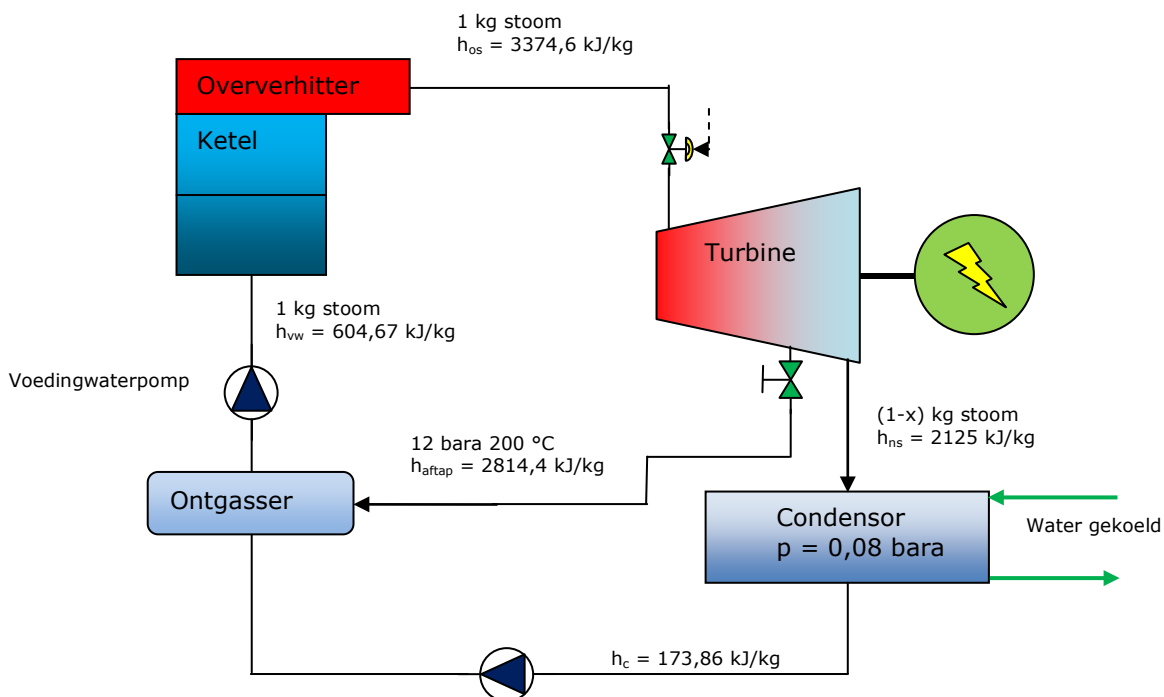 1 kg stoom
hos = 3374,6 kJ/kg
Oververhitter
Ketel
Turbine
1 kg stoom
hvw = 604,67 kJ/kg
Voedingwaterpomp
(1-x) kg stoom
hns = 2125 kJ/kg
12 bara 200 °C
haftap = 2814,4 kJ/kg
Ontgasser
Condensor
p = 0,08 bara
Water gekoeld
hc = 173,86 kJ/kg